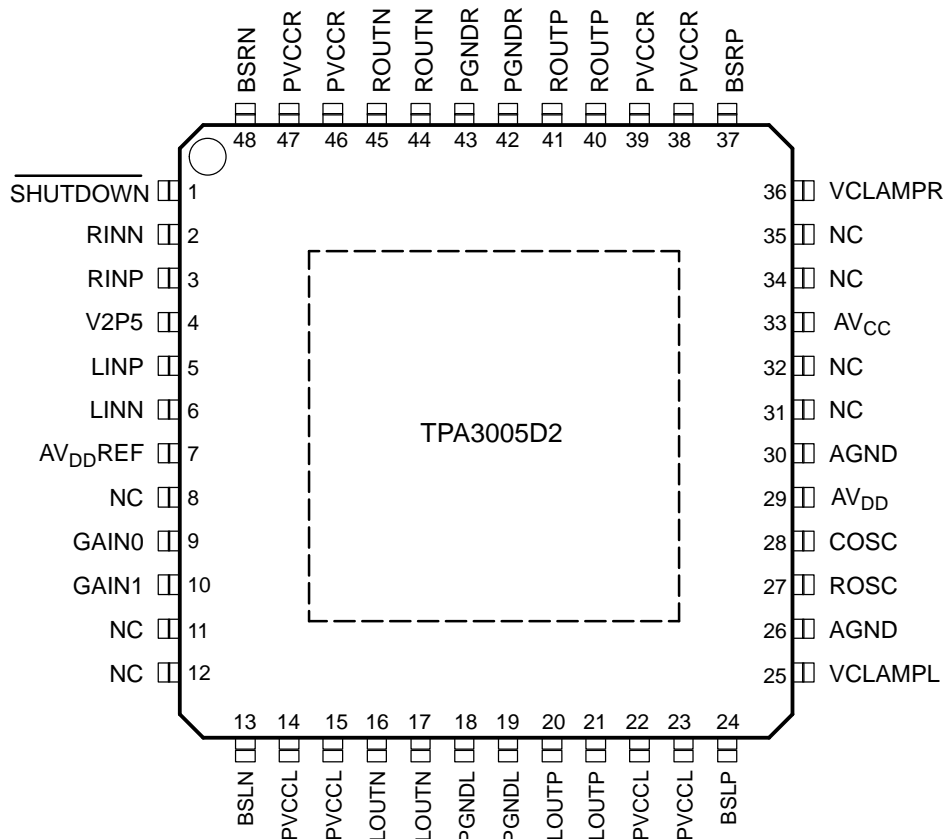 BSRN PVCCR PVCCR ROUTN ROUTN PGNDR PGNDR ROUTP ROUTP PVCCR PVCCR BSRP
48 47 46 45 44 43 42 41 40 39 38 37
SHUTDOWN 1 36 VCLAMPR
RINN 2 35 NC
RINP 3 34 NC
V2P5 4 33 AVCC
LINP 5 32 NC
LINN 6 31 NC
TPA3005D2
AVDDREF 7 30 AGND
NC 8 29 AVDD
GAIN0 9 28 COSC
GAIN1 10 27 ROSC
NC 11 26 AGND
NC 12 25 VCLAMPL
13 14 15 16 17 18 19 20 21 22 23 24
BSLN PVCCL PVCCL LOUTN LOUTN PGNDL PGNDL LOUTP LOUTP PVCCL PVCCL BSLP